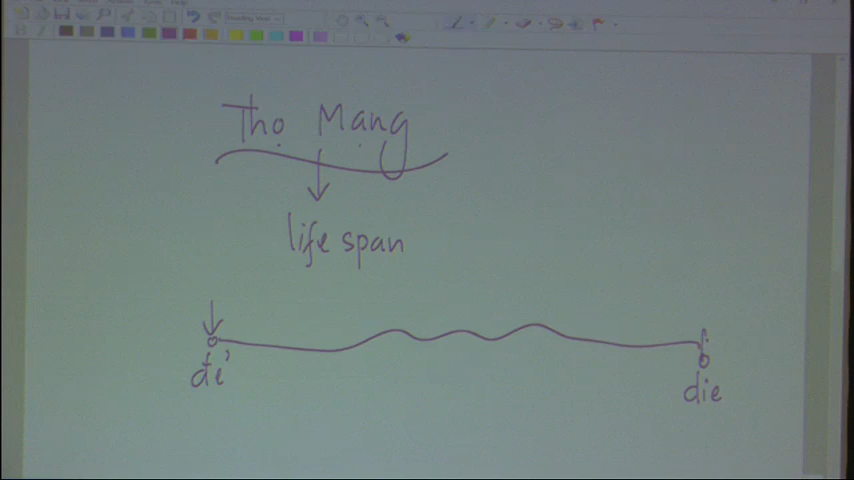 Thọ Mạng
life span
đẻ
die